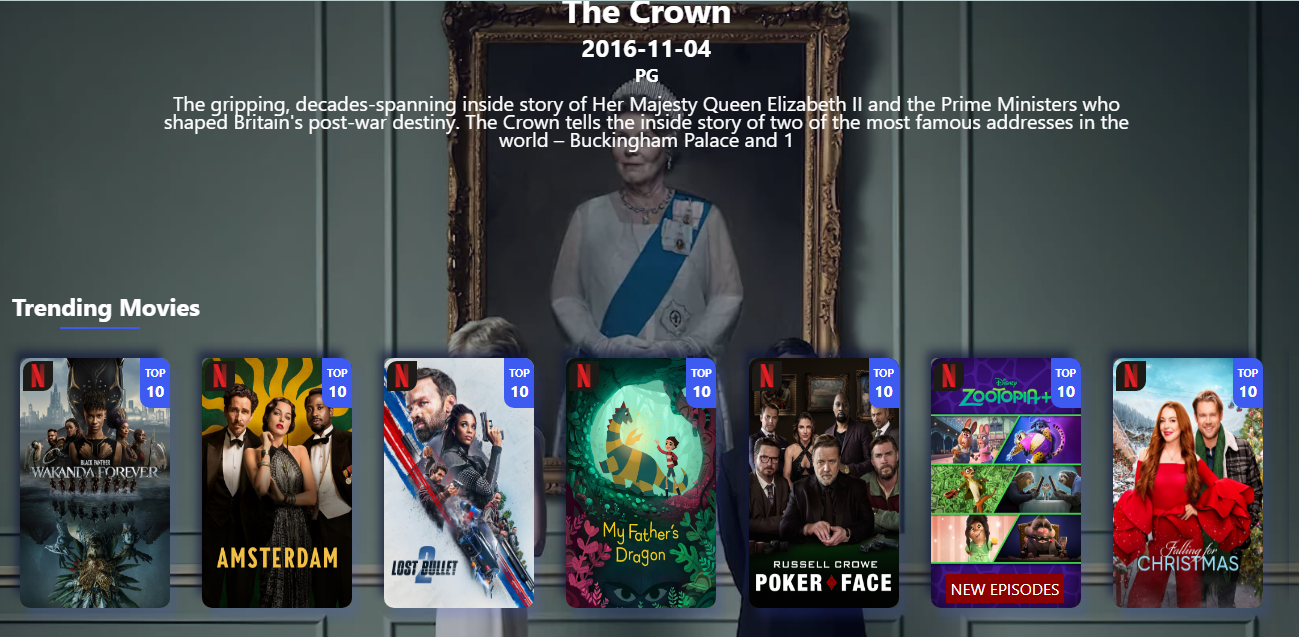 The Crown
2016-11-04
PG
The gripping, decades-spanning inside story of Her Majesty Queen Elizabeth II and the Prime Ministers who
shaped Britain's post-war destiny. The Crown tells the inside story of two of the most famous addresses in the
world – Buckingham Palace and 1
Trending Movies
N
TOP
10
BLACK PANTHER
WAKANDA FOREVER
N
TOP
10
AMSTERDAM
N
TOP
10
LOST BULLET
2
N
TOP
10
My Father's
Dragon
N
TOP
10
RUSSELL CROWE
POKER FACE
N
TOP
10
Disney
ZOOTOPIA+
NEW EPISODES
N
TOP
10
Falling for
CHRISTMAS